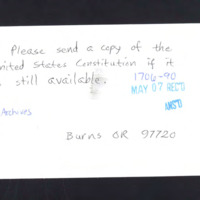 Please send a copy of the
United States Constitution if it
still available.
1706-90
MAY 07 REC'D
ANS'D
Archives
Burns OR 97720